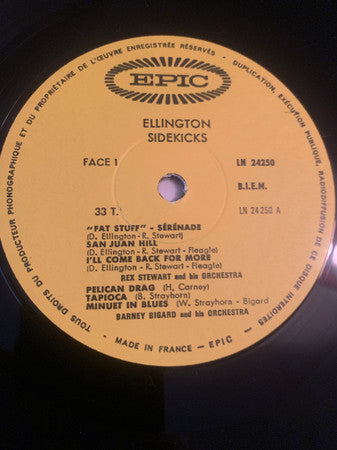 TOUS DROITS DU PRODUCTEUR PHONOGRAPHIQUE ET DU PROPRIÉTAIRE DE L'ŒUVRE ENREGISTRÉE RÉSERVÉS - DUPLICATION, EXÉCUTION PUBLIQUE, RADIODIFFUSION DE CE DISQUE INTERDITES
EPIC
ELLINGTON
SIDEKICKS
FACE 1
LN 24250
B.I.E.M.
33 T.
LN 24 250 A
"FAT STUFF" - SÉRÉNADE
(D. Ellington - R. Stewart)
SAN JUAN HILL
(D. Ellington - R. Stewart - Fleagle)
I'LL COME BACK FOR MORE
(D. Ellington - R. Stewart - Fleagle)
REX STEWART and his ORCHESTRA
PELICAN DRAG (H. Carney)
TAPIOCA (B. Strayhorn)
MINUET IN BLUES (W. Strayhorn - Bigard
BARNEY BIGARD and his ORCHESTRA
- MADE IN FRANCE - EPIC -